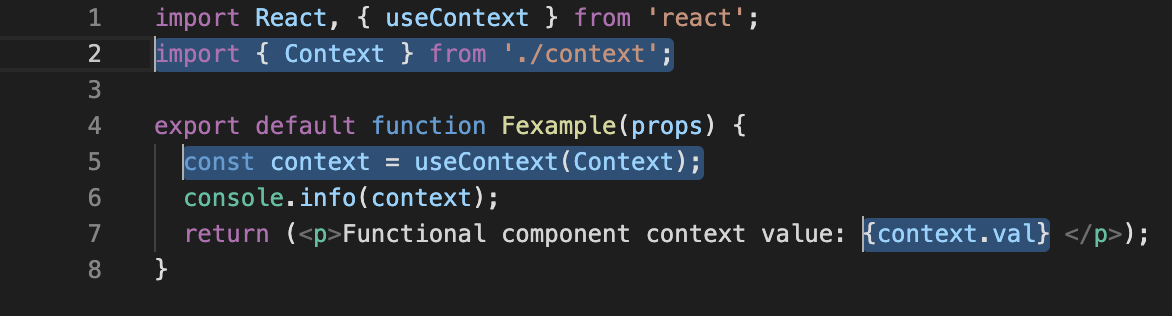 1 import React, { useContext } from 'react';
2 import { Context } from './context';
3
4 export default function Fexample(props) {
5 const context = useContext(Context);
6 console.info(context);
7 return (<p>Functional component context value: {context.val} </p>);
8 }